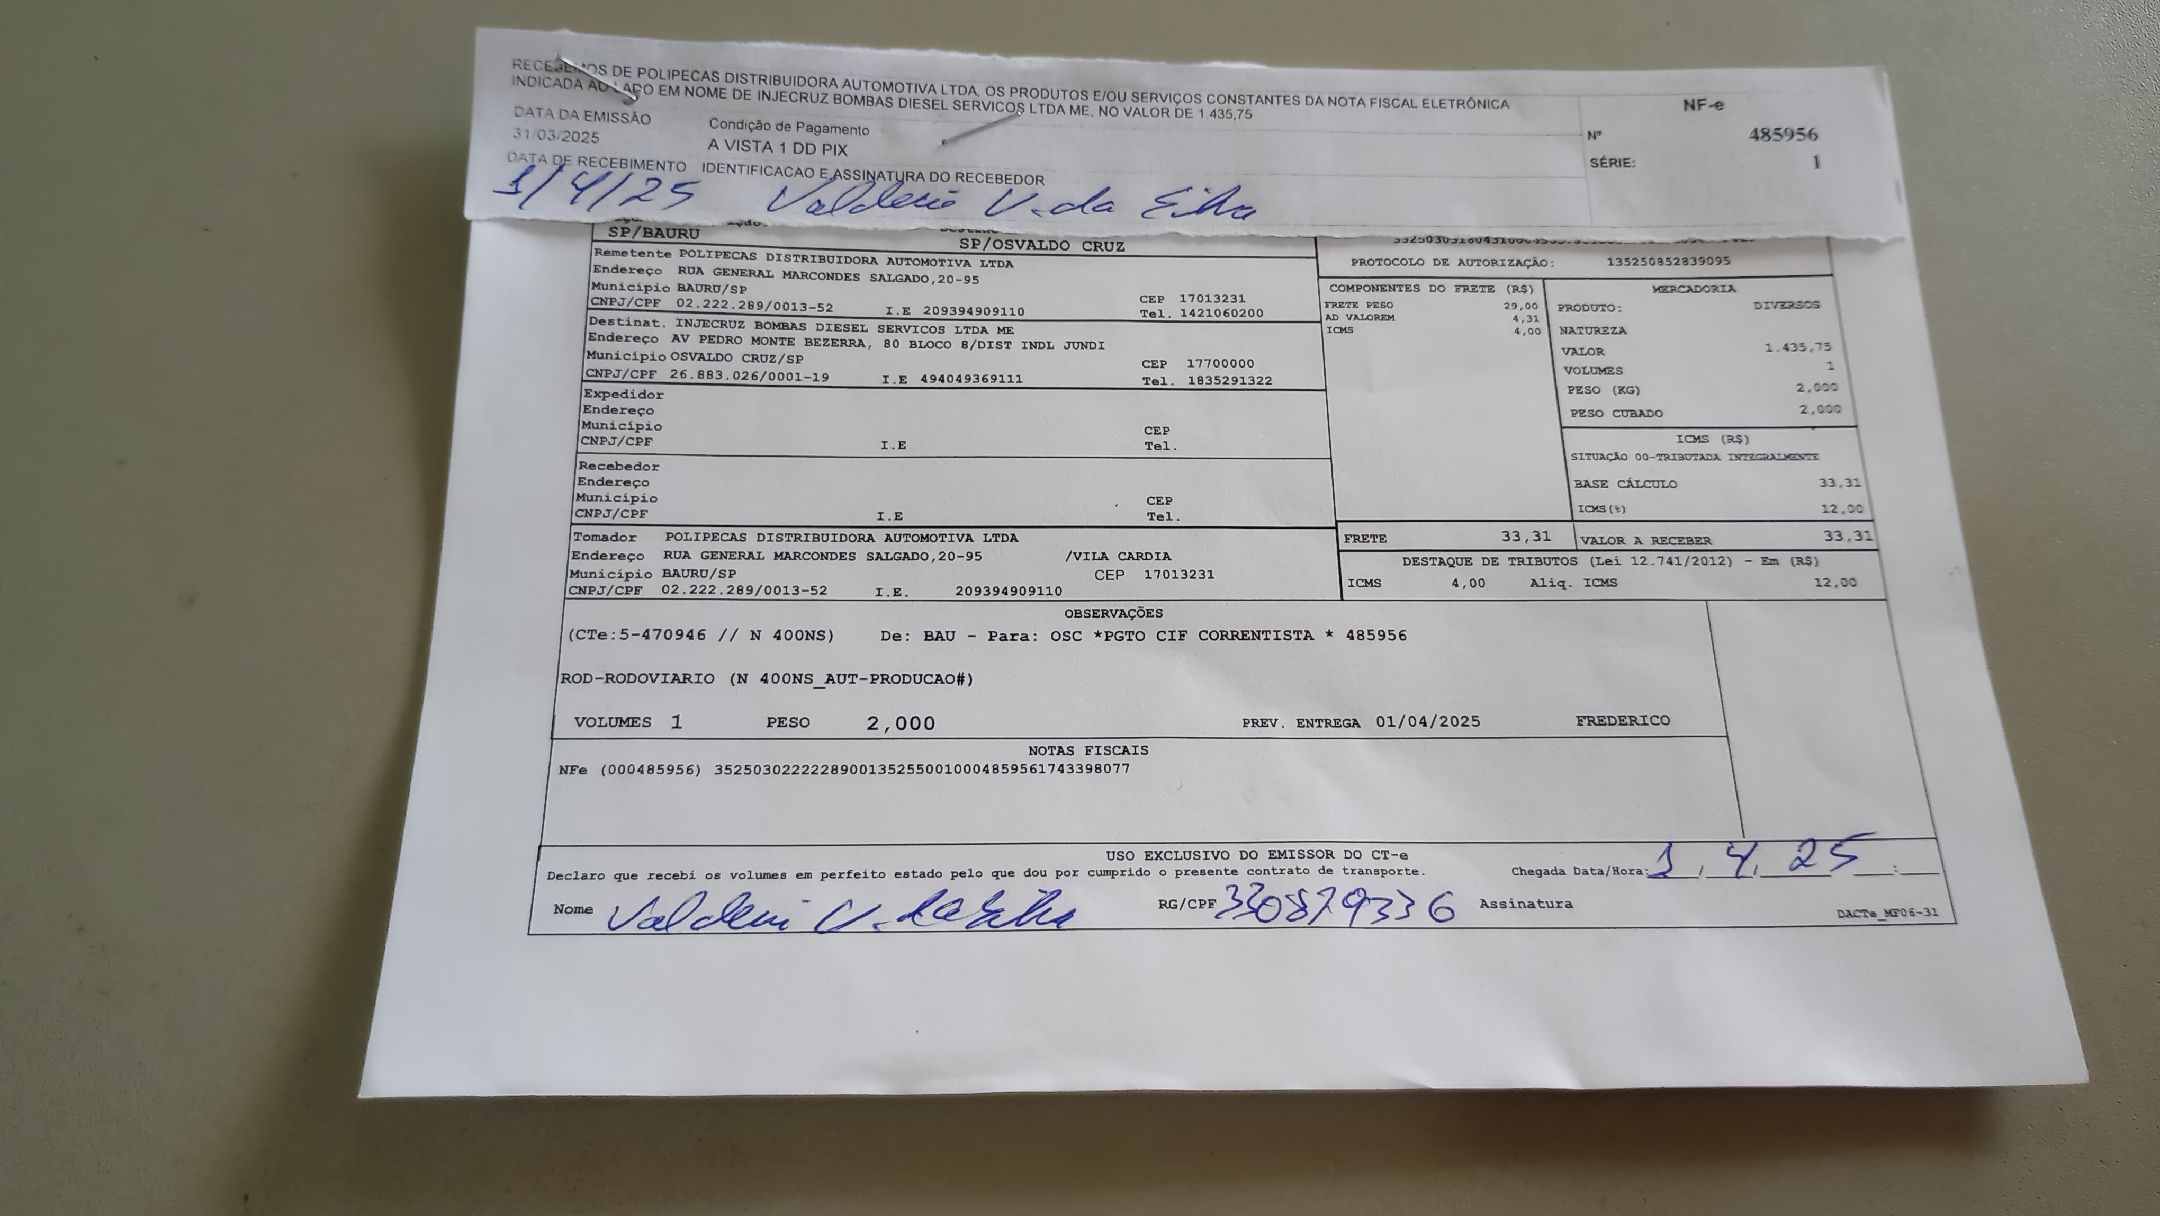 RECEBEMOS DE POLIPECAS DISTRIBUIDORA AUTOMOTIVA LTDA, OS PRODUTOS E/OU SERVIÇOS CONSTANTES DA NOTA FISCAL ELETRÔNICA
INDICADA AO LADO EM NOME DE INJECRUZ BOMBAS DIESEL SERVICOS LTDA ME, NO VALOR DE 1 435,75
NF-e
DATA DA EMISSÃO Condição de Pagamento Nº 485956
31/03/2025 A VISTA 1 DD PIX SÉRIE: 1
DATA DE RECEBIMENTO IDENTIFICACAO E ASSINATURA DO RECEBEDOR
1/4/25 V. da Silva
SP/BAURU SP/OSVALDO CRUZ
Remetente POLIPECAS DISTRIBUIDORA AUTOMOTIVA LTDA
Endereço RUA GENERAL MARCONDES SALGADO,20-95
Município BAURU/SP CEP 17013231
CNPJ/CPF 02.222.289/0013-52 I.E 209394909110 Tel. 1421060200
Destinat. INJECRUZ BOMBAS DIESEL SERVICOS LTDA ME
Endereço AV PEDRO MONTE BEZERRA, 80 BLOCO 8/DIST INDL JUNDI
Município OSVALDO CRUZ/SP CEP 17700000
CNPJ/CPF 26.883.026/0001-19 I.E 494049369111 Tel. 1835291322
Expedidor
Endereço
Município CEP
CNPJ/CPF I.E Tel.
Recebedor
Endereço
Município CEP
CNPJ/CPF I.E Tel.
Tomador POLIPECAS DISTRIBUIDORA AUTOMOTIVA LTDA
Endereço RUA GENERAL MARCONDES SALGADO,20-95 /VILA CARDIA
Município BAURU/SP CEP 17013231
CNPJ/CPF 02.222.289/0013-52 I.E. 209394909110
PROTOCOLO DE AUTORIZAÇÃO: 135250852839095
COMPONENTES DO FRETE (R$)
FRETE PESO 29,00
AD VALOREM 4,31
ICMS 4,00
MERCADORIA
PRODUTO: DIVERSOS
NATUREZA
VALOR 1.435,75
VOLUMES 1
PESO (KG) 2,000
PESO CUBADO 2,000
ICMS (R$)
SITUAÇÃO 00-TRIBUTADA INTEGRALMENTE
BASE CÁLCULO 33,31
ICMS(%) 12,00
FRETE 33,31 VALOR A RECEBER 33,31
DESTAQUE DE TRIBUTOS (Lei 12.741/2012) - Em (R$)
ICMS 4,00 Aliq. ICMS 12,00
OBSERVAÇÕES
(CTe:5-470946 // N 400NS) De: BAU - Para: OSC *PGTO CIF CORRENTISTA * 485956
ROD-RODOVIARIO (N 400NS_AUT-PRODUCAO#)
VOLUMES 1 PESO 2,000 PREV. ENTREGA 01/04/2025 FREDERICO
NOTAS FISCAIS
NFe (000485956) 35250302222289001352550010004859561743398077
USO EXCLUSIVO DO EMISSOR DO CT-e
Declaro que recebi os volumes em perfeito estado pelo que dou por cumprido o presente contrato de transporte. Chegada Data/Hora: 1/4/25 :
Nome V. da Silva RG/CPF 330879336 Assinatura
DACTe_MF06-31